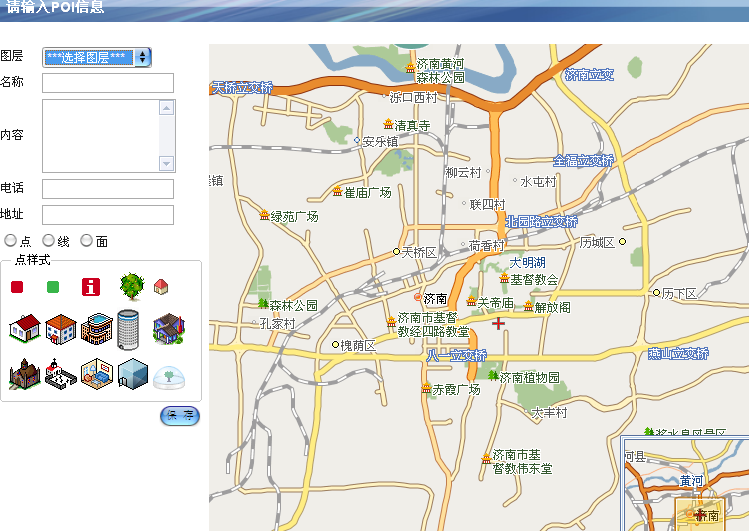 请输入POI信息
图层
***选择图层***
名称
内容
电话
地址
点
线
面
点样式
保 存
济南黄河
森林公园
济南立交
天桥立交桥
泺口西村
清真寺
安乐镇
全福立交桥
柳云村
水屯村
崔庙广场
联四村
绿苑广场
北园路立交桥
荷香村
历城区
天桥区
大明湖
基督教会
历下区
济南
关帝庙
解放阁
森林公园
孔家村
济南市基督
教经四路教堂
槐荫区
八一立交桥
燕山立交桥
济南植物园
赤霞广场
大丰村
浆水泉风景区
济南市基
督教伟东堂
河县
黄河
济南